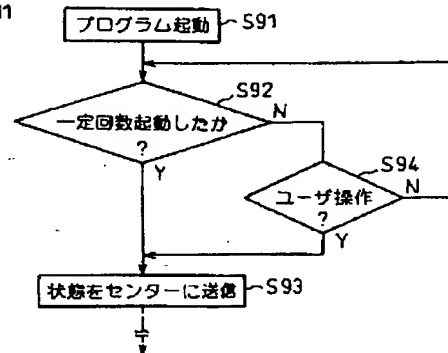 プログラム起動
S91
S92
一定回数起動したか
?
N
Y
S94
ユーザ操作
?
N
Y
状態をセンターに送信
S93